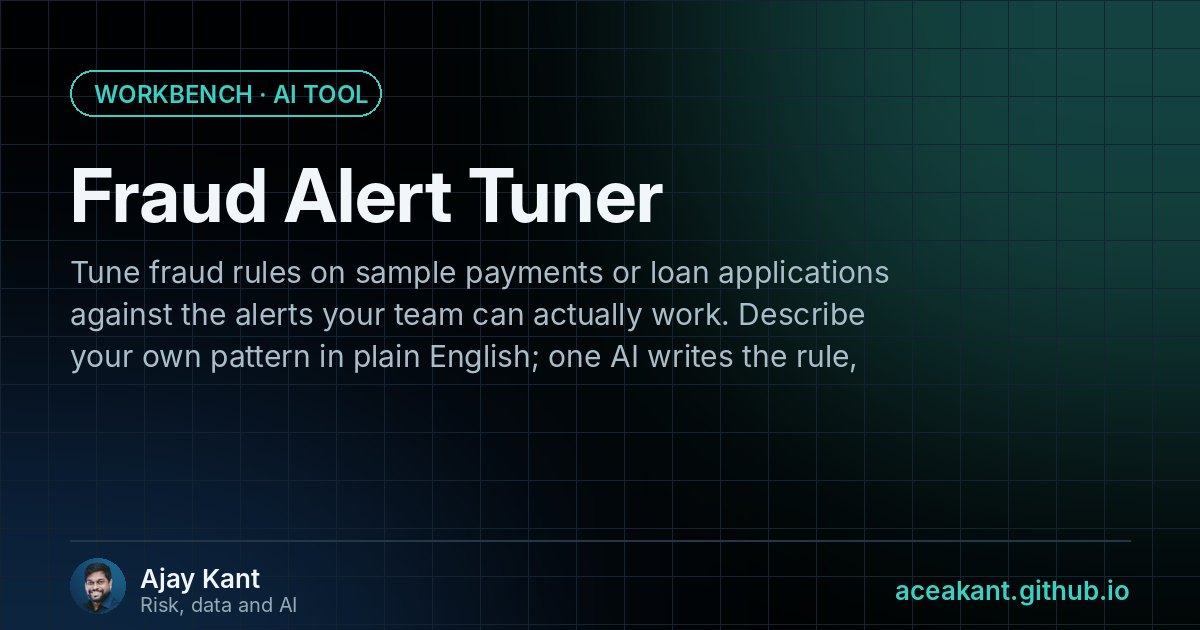 WORKBENCH · AI TOOL
Fraud Alert Tuner
Tune fraud rules on sample payments or loan applications
against the alerts your team can actually work. Describe
your own pattern in plain English; one AI writes the rule,
Ajay Kant
Risk, data and AI
aceakant.github.io